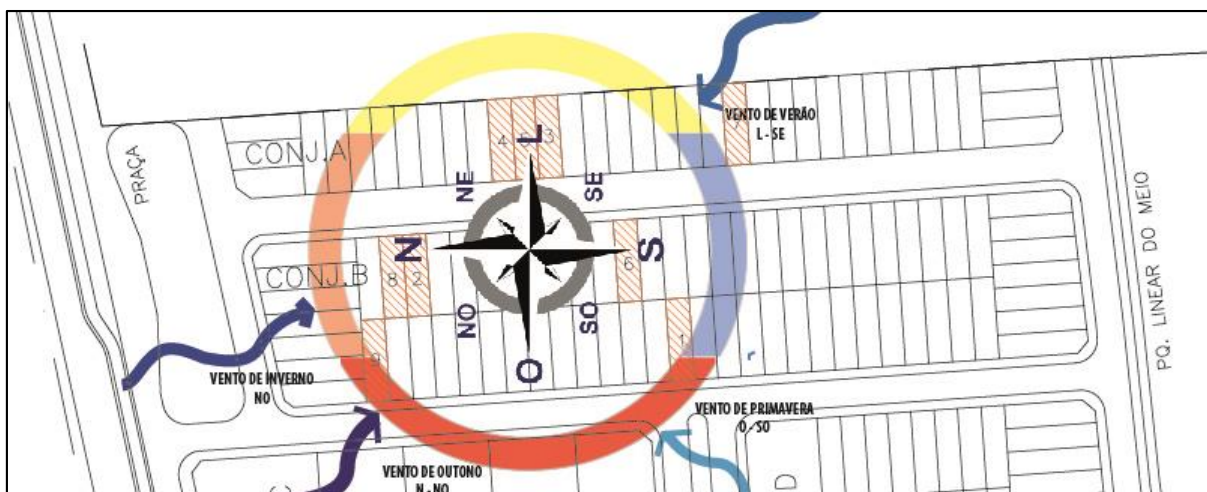 VENTO DE VERÃO
L - SE
CONJ.A
4
3
L
PRAÇA
NE
SE
N
S
CONJ.B
8
2
6
NO
SO
O
1
9
PQ. LINEAR DO MEIO
VENTO DE INVERNO
NO
VENTO DE PRIMAVERA
O - SO
VENTO DE OUTONO
N - NO
D